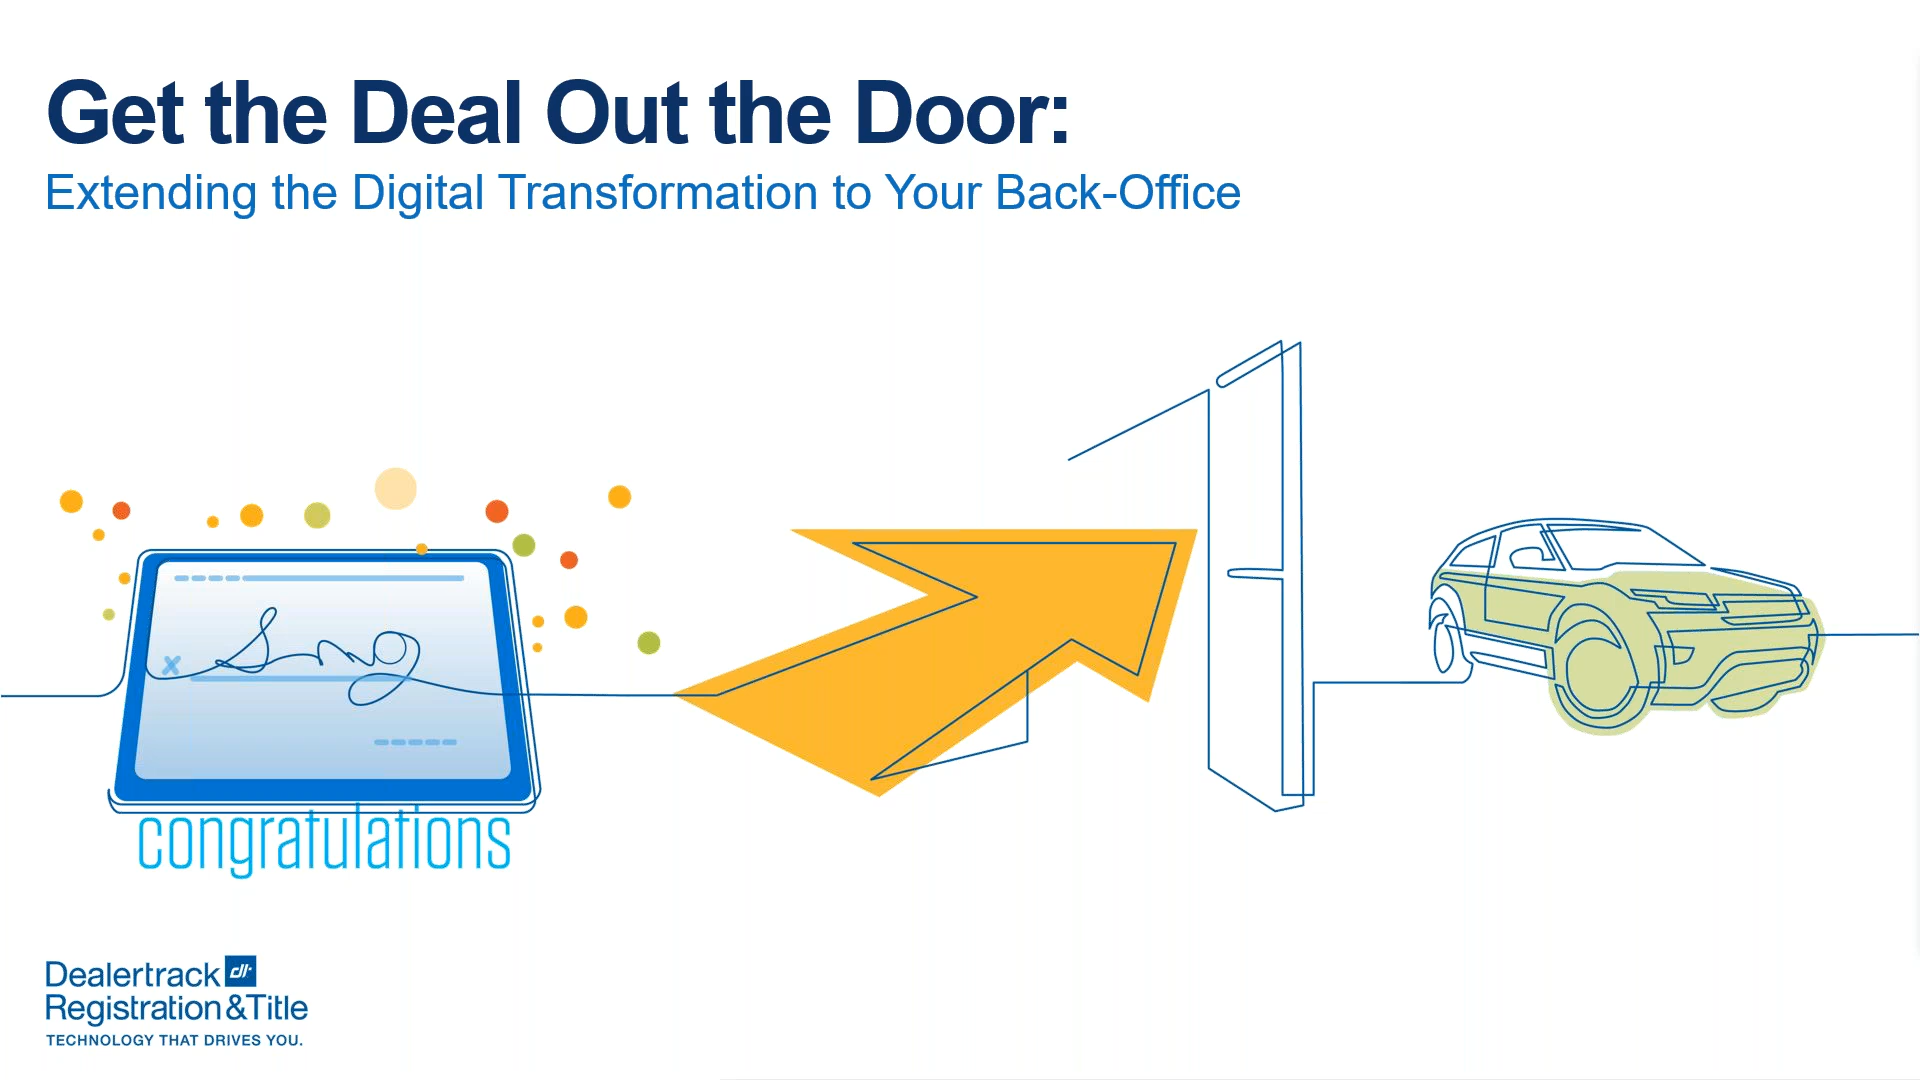 Get the Deal Out the Door:
Extending the Digital Transformation to Your Back-Office
x
congratulations
Dealertrack dt
Registration & Title
TECHNOLOGY THAT DRIVES YOU.